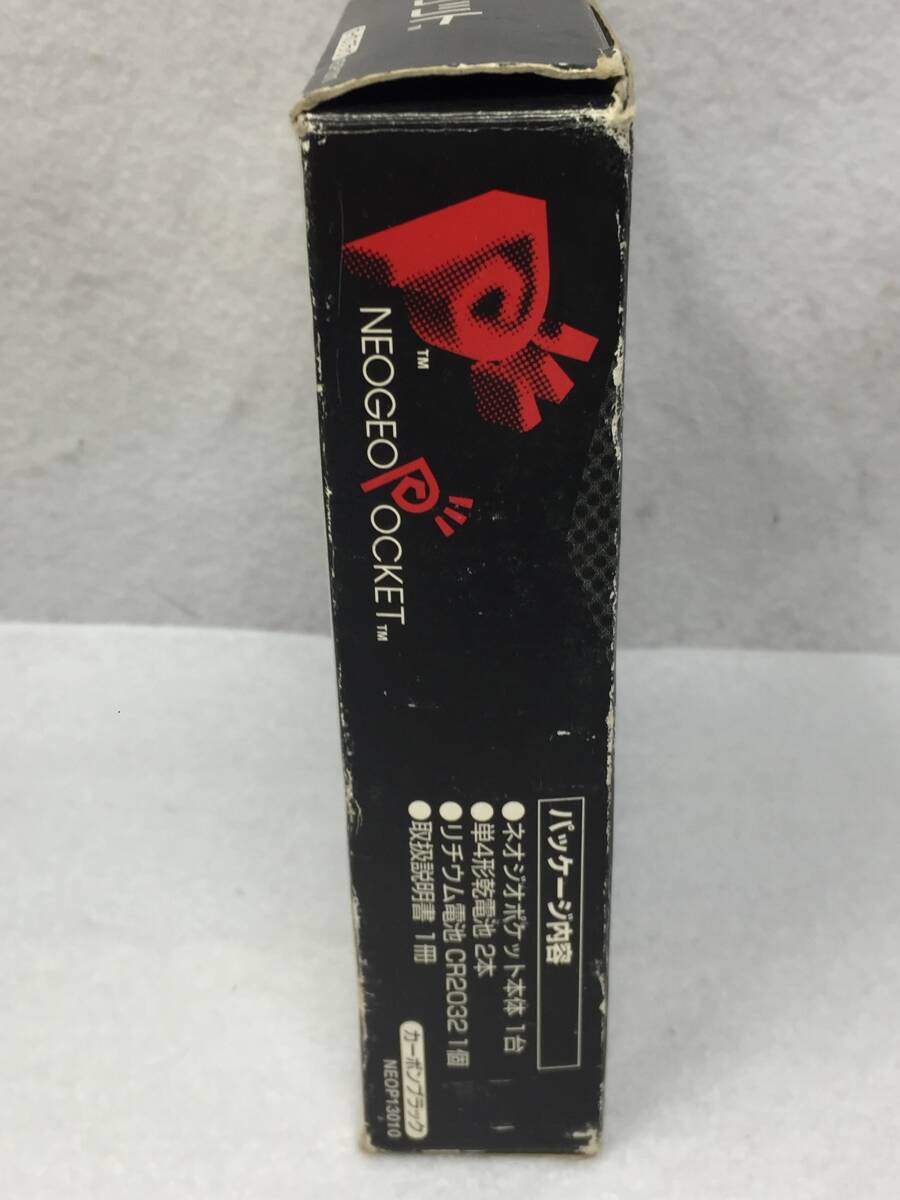 ™
NEOGEO POCKET™
パッケージ内容
●ネオジオポケット本体 1台
●単4形乾電池 2本
●リチウム電池 CR2032 1個
●取扱説明書 1冊
カーボンブラック
NEOP13010